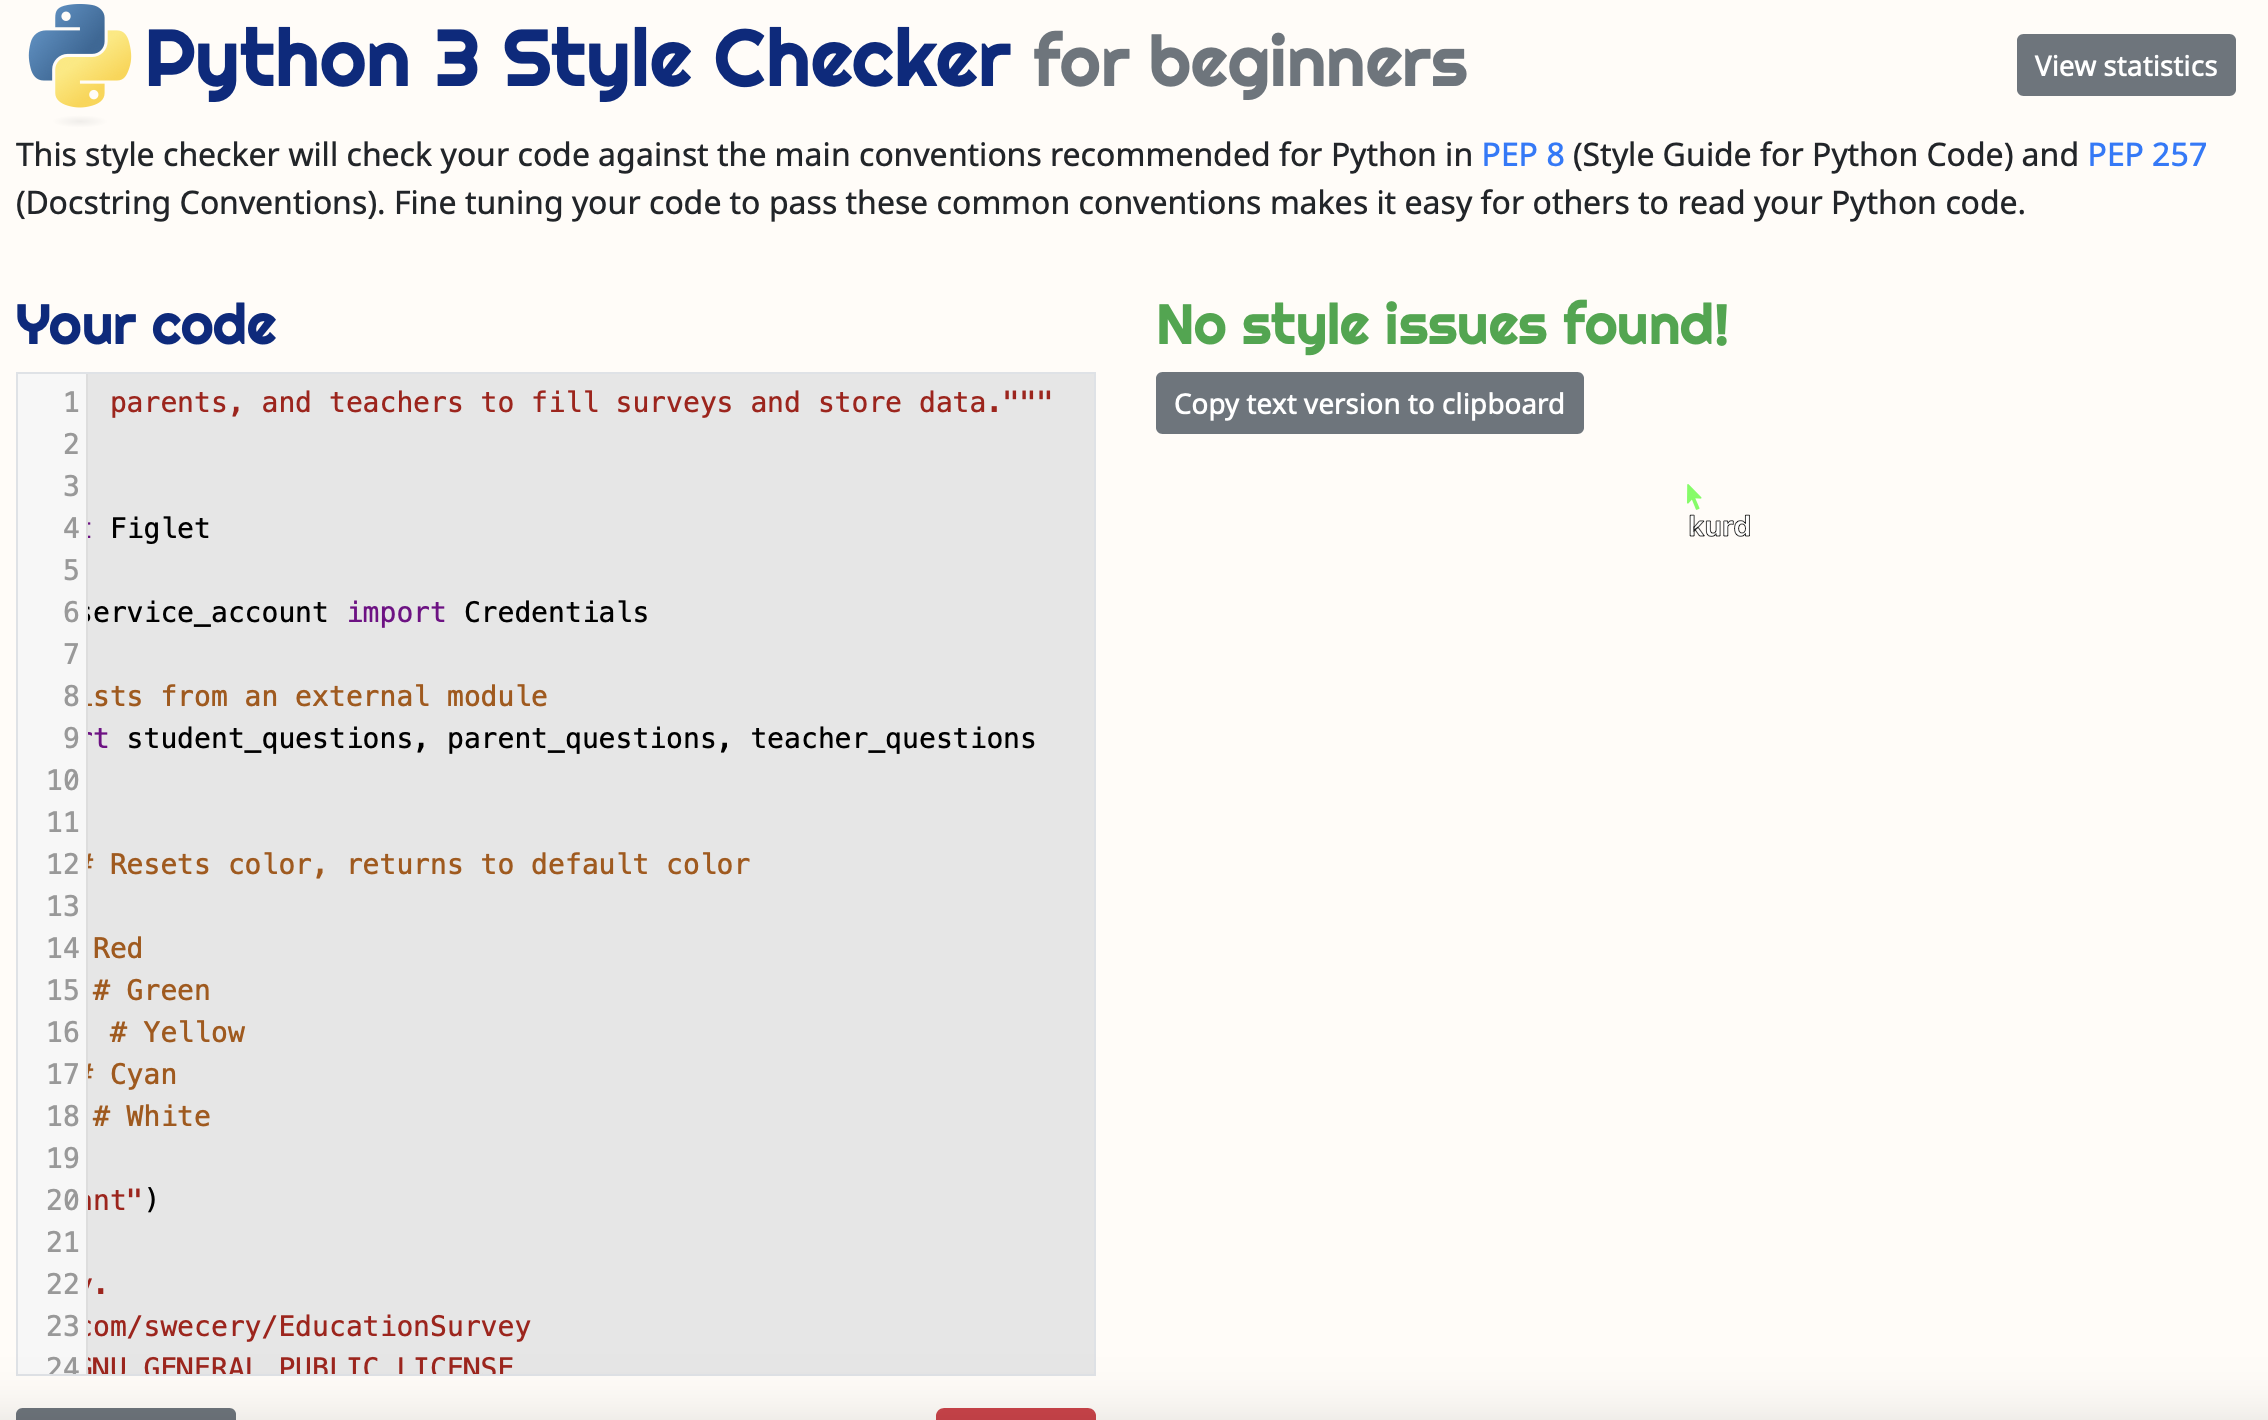 Python 3 Style Checker for beginners
View statistics
This style checker will check your code against the main conventions recommended for Python in PEP 8 (Style Guide for Python Code) and PEP 257
(Docstring Conventions). Fine tuning your code to pass these common conventions makes it easy for others to read your Python code.
Your code
No style issues found!
Copy text version to clipboard
kurd
1 parents, and teachers to fill surveys and store data."""
2
3
4 Figlet
5
6 service_account import Credentials
7
8 ists from an external module
9 rt student_questions, parent_questions, teacher_questions
10
11
12 # Resets color, returns to default color
13
14 Red
15 # Green
16 # Yellow
17 # Cyan
18 # White
19
20 nt")
21
22 .
23 com/swecery/EducationSurvey
24 GNU GENERAL PUBLIC LICENSE